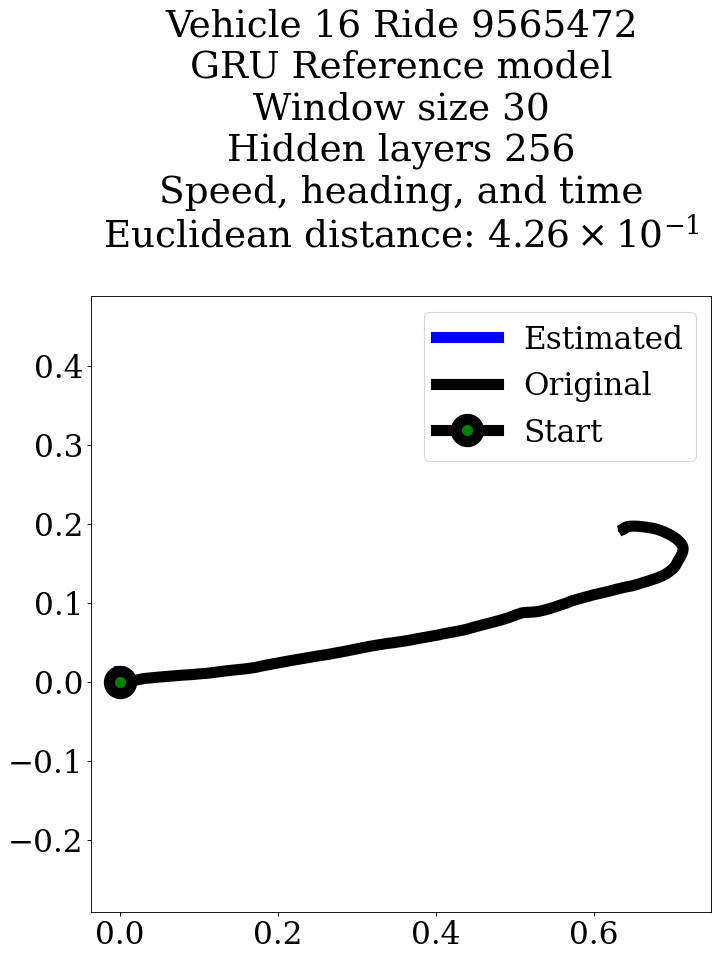 Vehicle 16 Ride 9565472
GRU Reference model
Window size 30
Hidden layers 256
Speed, heading, and time
Euclidean distance: 4.26 × 10⁻¹
Estimated
Original
Start
0.4
0.3
0.2
0.1
0.0
−0.1
−0.2
0.0 0.2 0.4 0.6